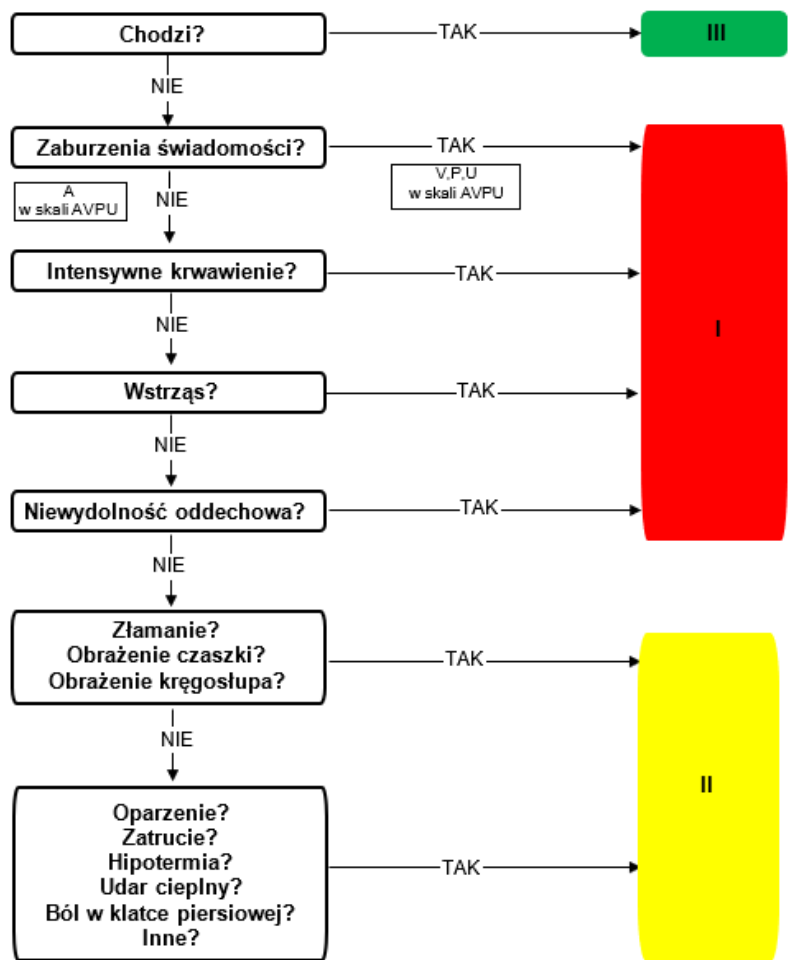 Chodzi?
TAK
III
NIE
Zaburzenia świadomości?
TAK
A
w skali AVPU
NIE
V,P,U
w skali AVPU
Intensywne krwawienie?
TAK
NIE
I
Wstrząs?
TAK
NIE
Niewydolność oddechowa?
TAK
NIE
Złamanie?
Obrażenie czaszki?
Obrażenie kręgosłupa?
TAK
NIE
II
Oparzenie?
Zatrucie?
Hipotermia?
Udar cieplny?
Ból w klatce piersiowej?
Inne?
TAK